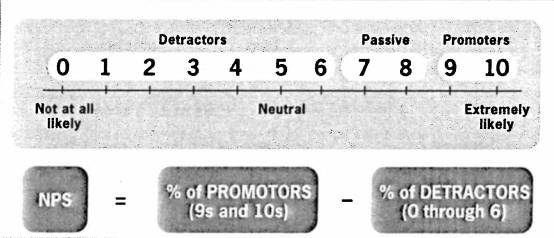 Detractors Passive Promoters
0 1 2 3 4 5 6 7 8 9 10
Not at all Neutral Extremely
likely likely
NPS = % of PROMOTORS - % of DETRACTORS
(9s and 10s) (0 through 6)